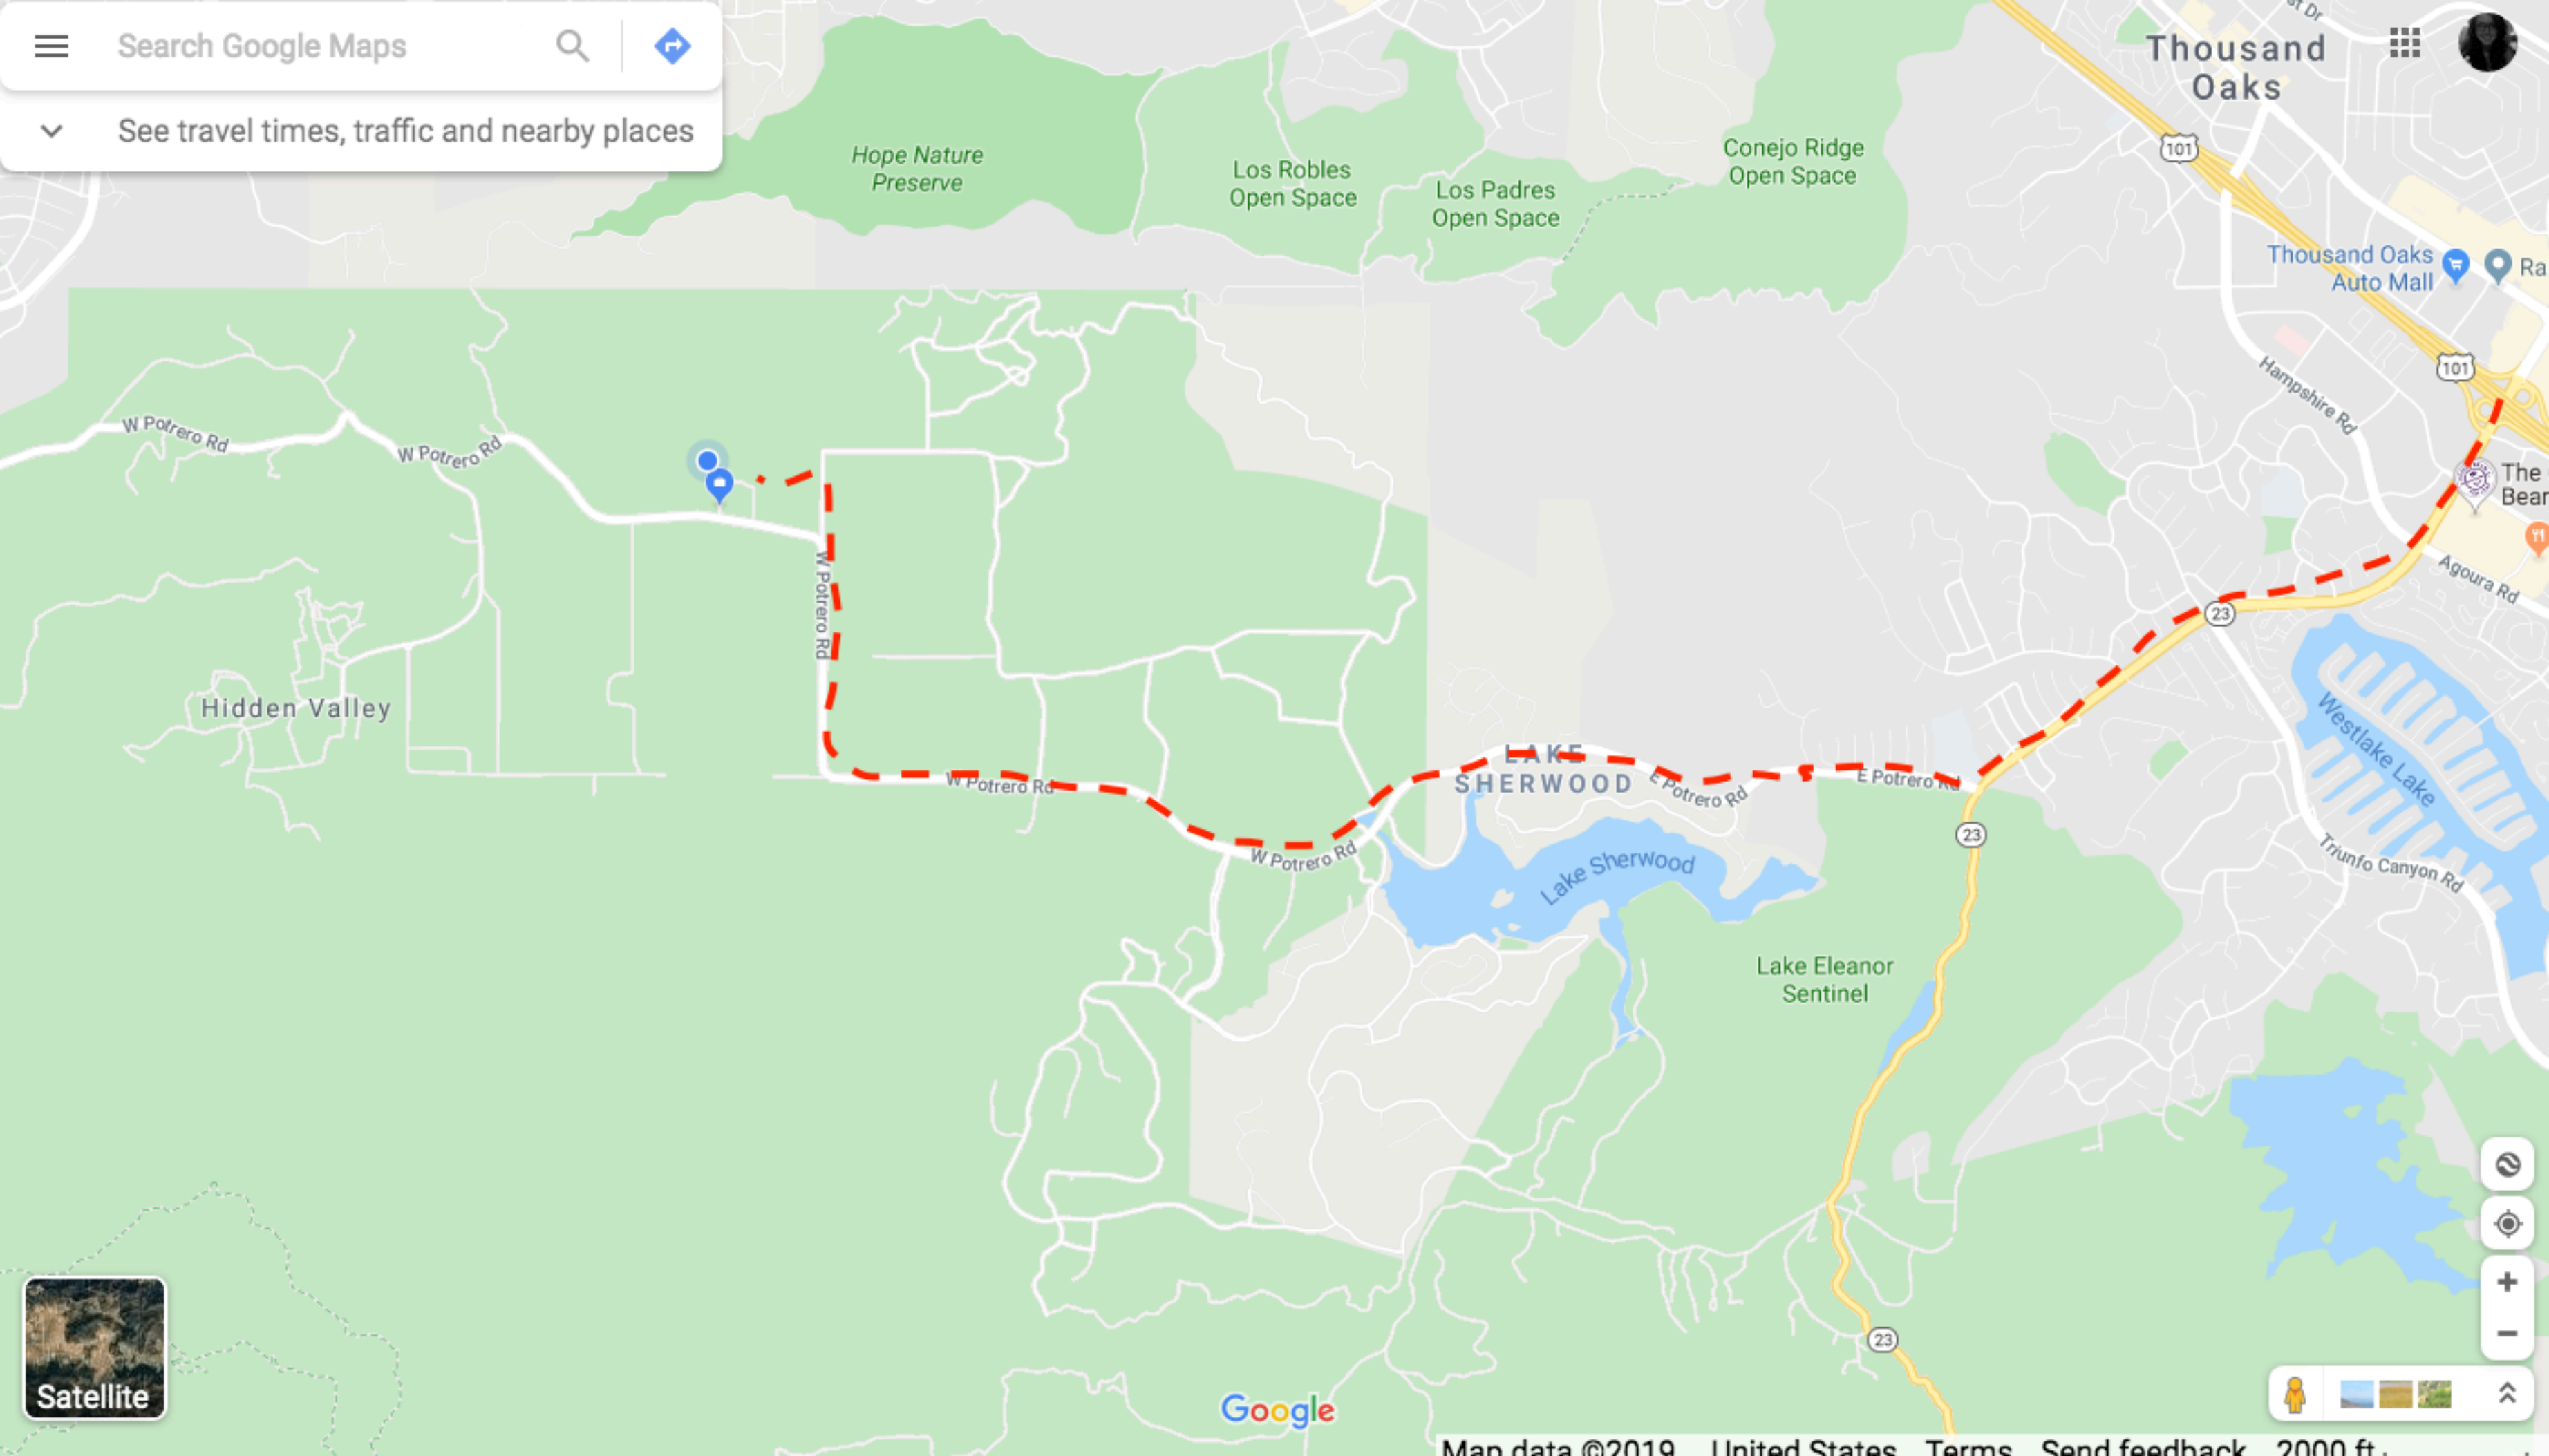 Search Google Maps
See travel times, traffic and nearby places
st Dr
Thousand
Oaks
101
Hope Nature
Preserve
Los Robles
Open Space
Los Padres
Open Space
Conejo Ridge
Open Space
Thousand Oaks
Auto Mall
Ra
101
Hampshire Rd
W Potrero Rd
W Potrero Rd
The
Bear
W Potrero Rd
Agoura Rd
23
Hidden Valley
Westlake Lake
LAKE
SHERWOOD
W Potrero Rd
E Potrero Rd
E Potrero Rd
23
W Potrero Rd
Lake Sherwood
Triunfo Canyon Rd
Lake Eleanor
Sentinel
23
Satellite
Google
Map data ©2019 United States Terms Send feedback 2000 ft